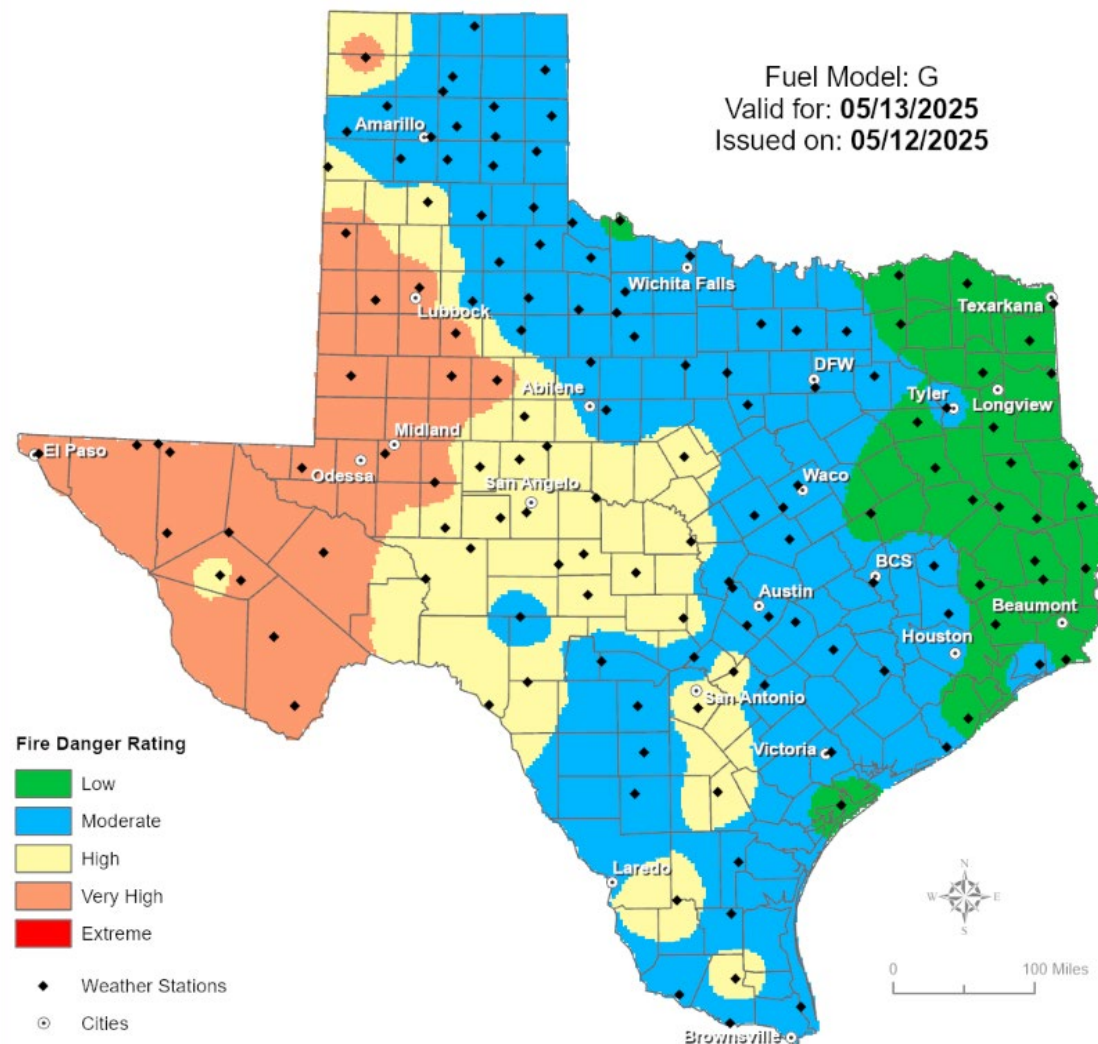 Fuel Model: G
Valid for: 05/13/2025
Issued on: 05/12/2025
Amarillo
Wichita Falls
Texarkana
Lubbock
DFW
Abilene
Tyler
Longview
El Paso
Midland
Odessa
San Angelo
Waco
BCS
Austin
Beaumont
Houston
San Antonio
Victoria
Laredo
Brownsville
Fire Danger Rating
Low
Moderate
High
Very High
Extreme
Weather Stations
Cities
N
W E
S
0 100 Miles